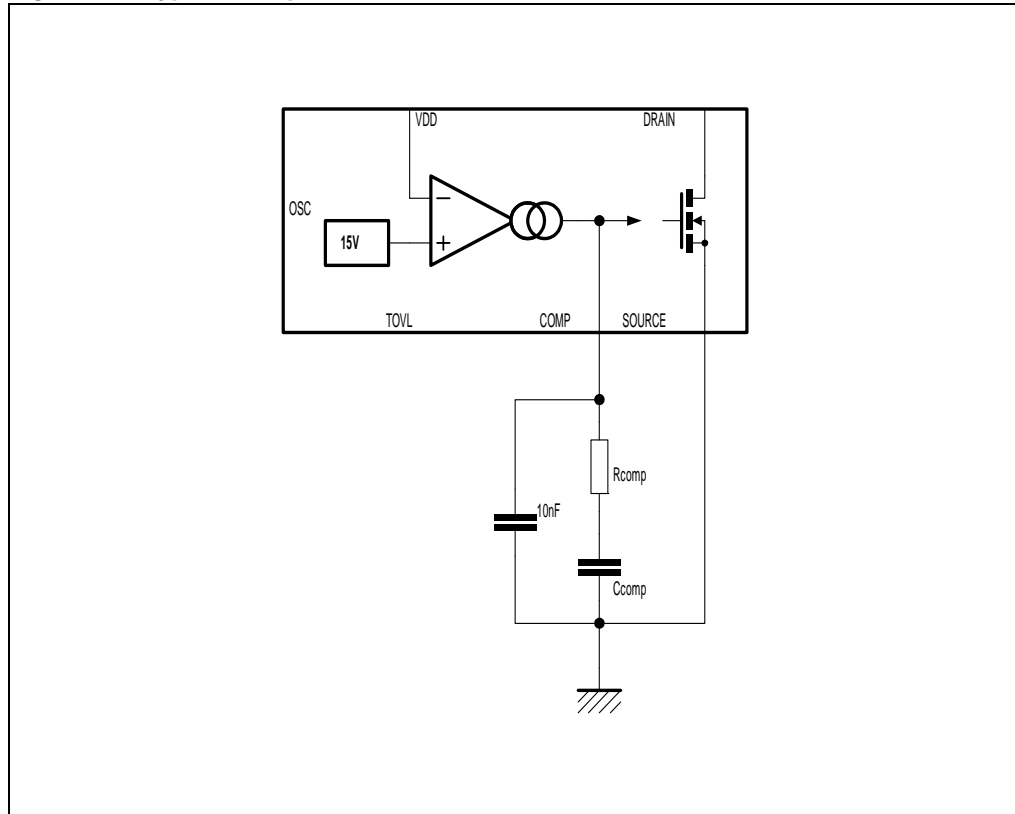 VDD
DRAIN
OSC
−
15V
+
TOVL
COMP
SOURCE
Rcomp
10nF
Ccomp